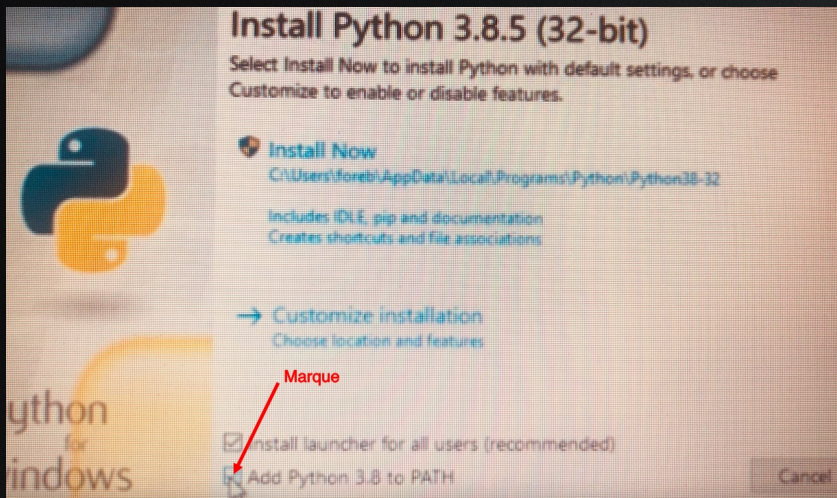 Install Python 3.8.5 (32-bit)
Select Install Now to install Python with default settings, or choose
Customize to enable or disable features.
Install Now
C:\Users\foreb\AppData\Local\Programs\Python\Python38-32
Includes IDLE, pip and documentation
Creates shortcuts and file associations
Customize installation
Choose location and features
Marque
ython
for
indows
Install launcher for all users (recommended)
Add Python 3.8 to PATH
Cancel